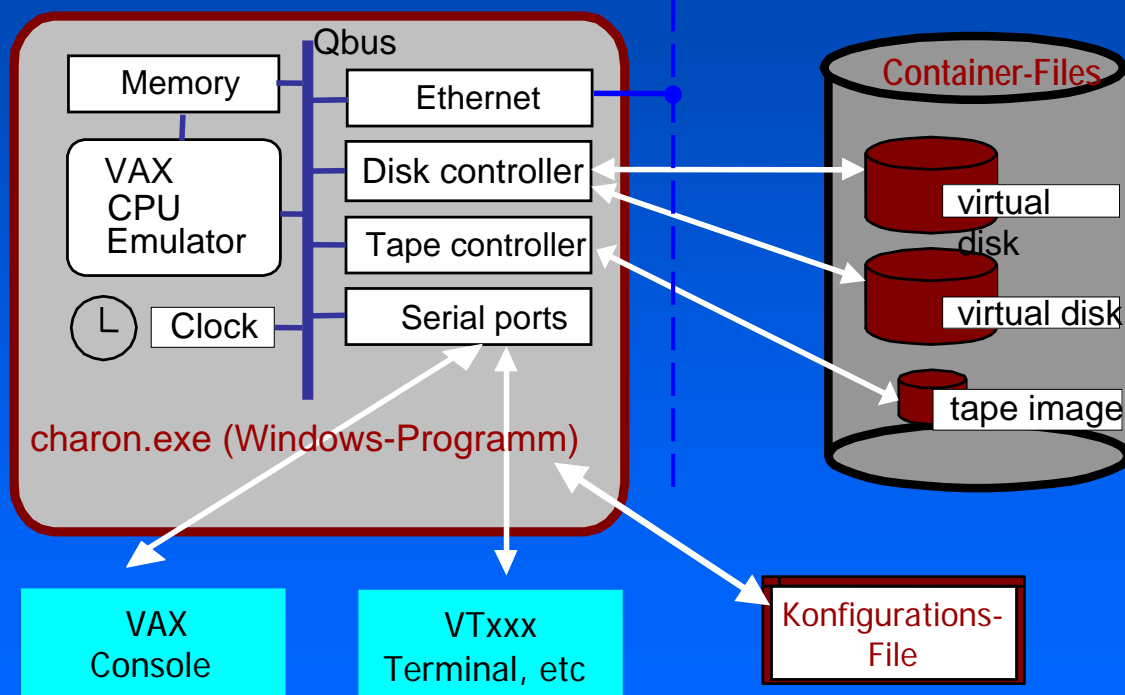 Qbus
Memory
Ethernet
Container-Files
VAX
CPU
Emulator
Disk controller
virtual
disk
Tape controller
virtual disk
Clock
Serial ports
tape image
charon.exe (Windows-Programm)
VAX
Console
VTxxx
Terminal, etc
Konfigurations-
File